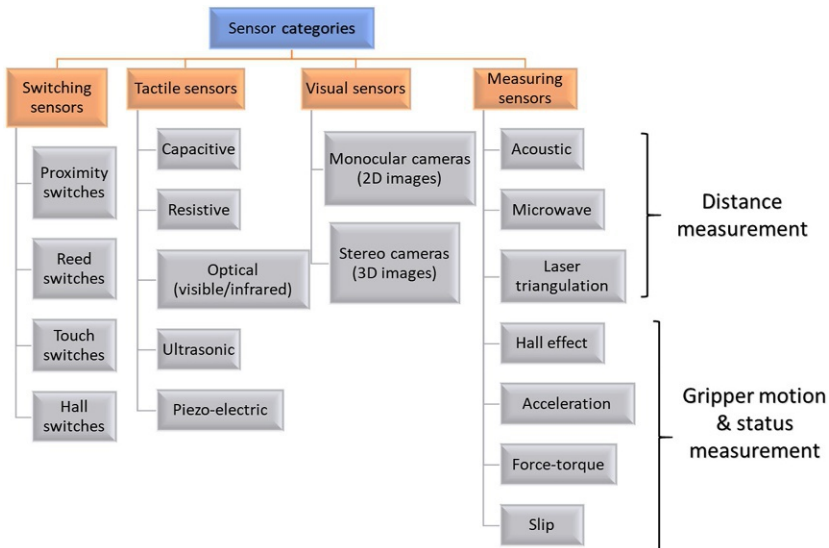 Sensor categories
Switching
sensors
Proximity
switches
Reed
switches
Touch
switches
Hall
switches
Tactile sensors
Capacitive
Resistive
Optical
(visible/infrared)
Ultrasonic
Piezo-electric
Visual sensors
Monocular cameras
(2D images)
Stereo cameras
(3D images)
Measuring
sensors
Acoustic
Microwave
Laser
triangulation
Hall effect
Acceleration
Force-torque
Slip
Distance
measurement
Gripper motion
& status
measurement